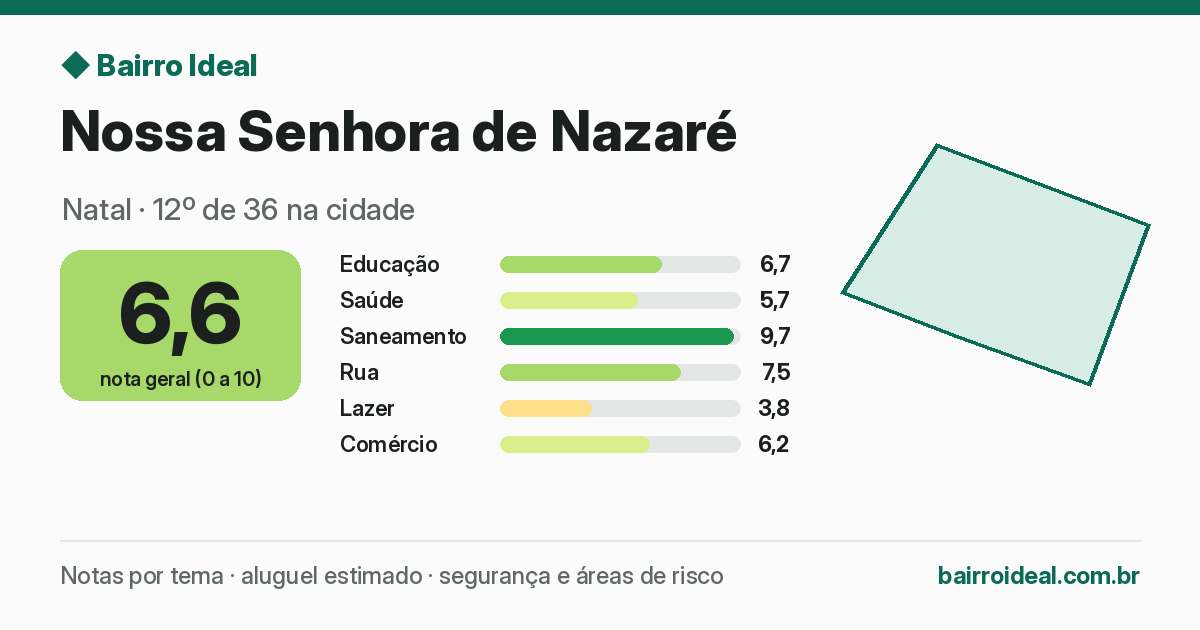 Bairro Ideal
Nossa Senhora de Nazaré
Natal · 12º de 36 na cidade
6,6
nota geral (0 a 10)
Educação 6,7
Saúde 5,7
Saneamento 9,7
Rua 7,5
Lazer 3,8
Comércio 6,2
Notas por tema · aluguel estimado · segurança e áreas de risco
bairroideal.com.br